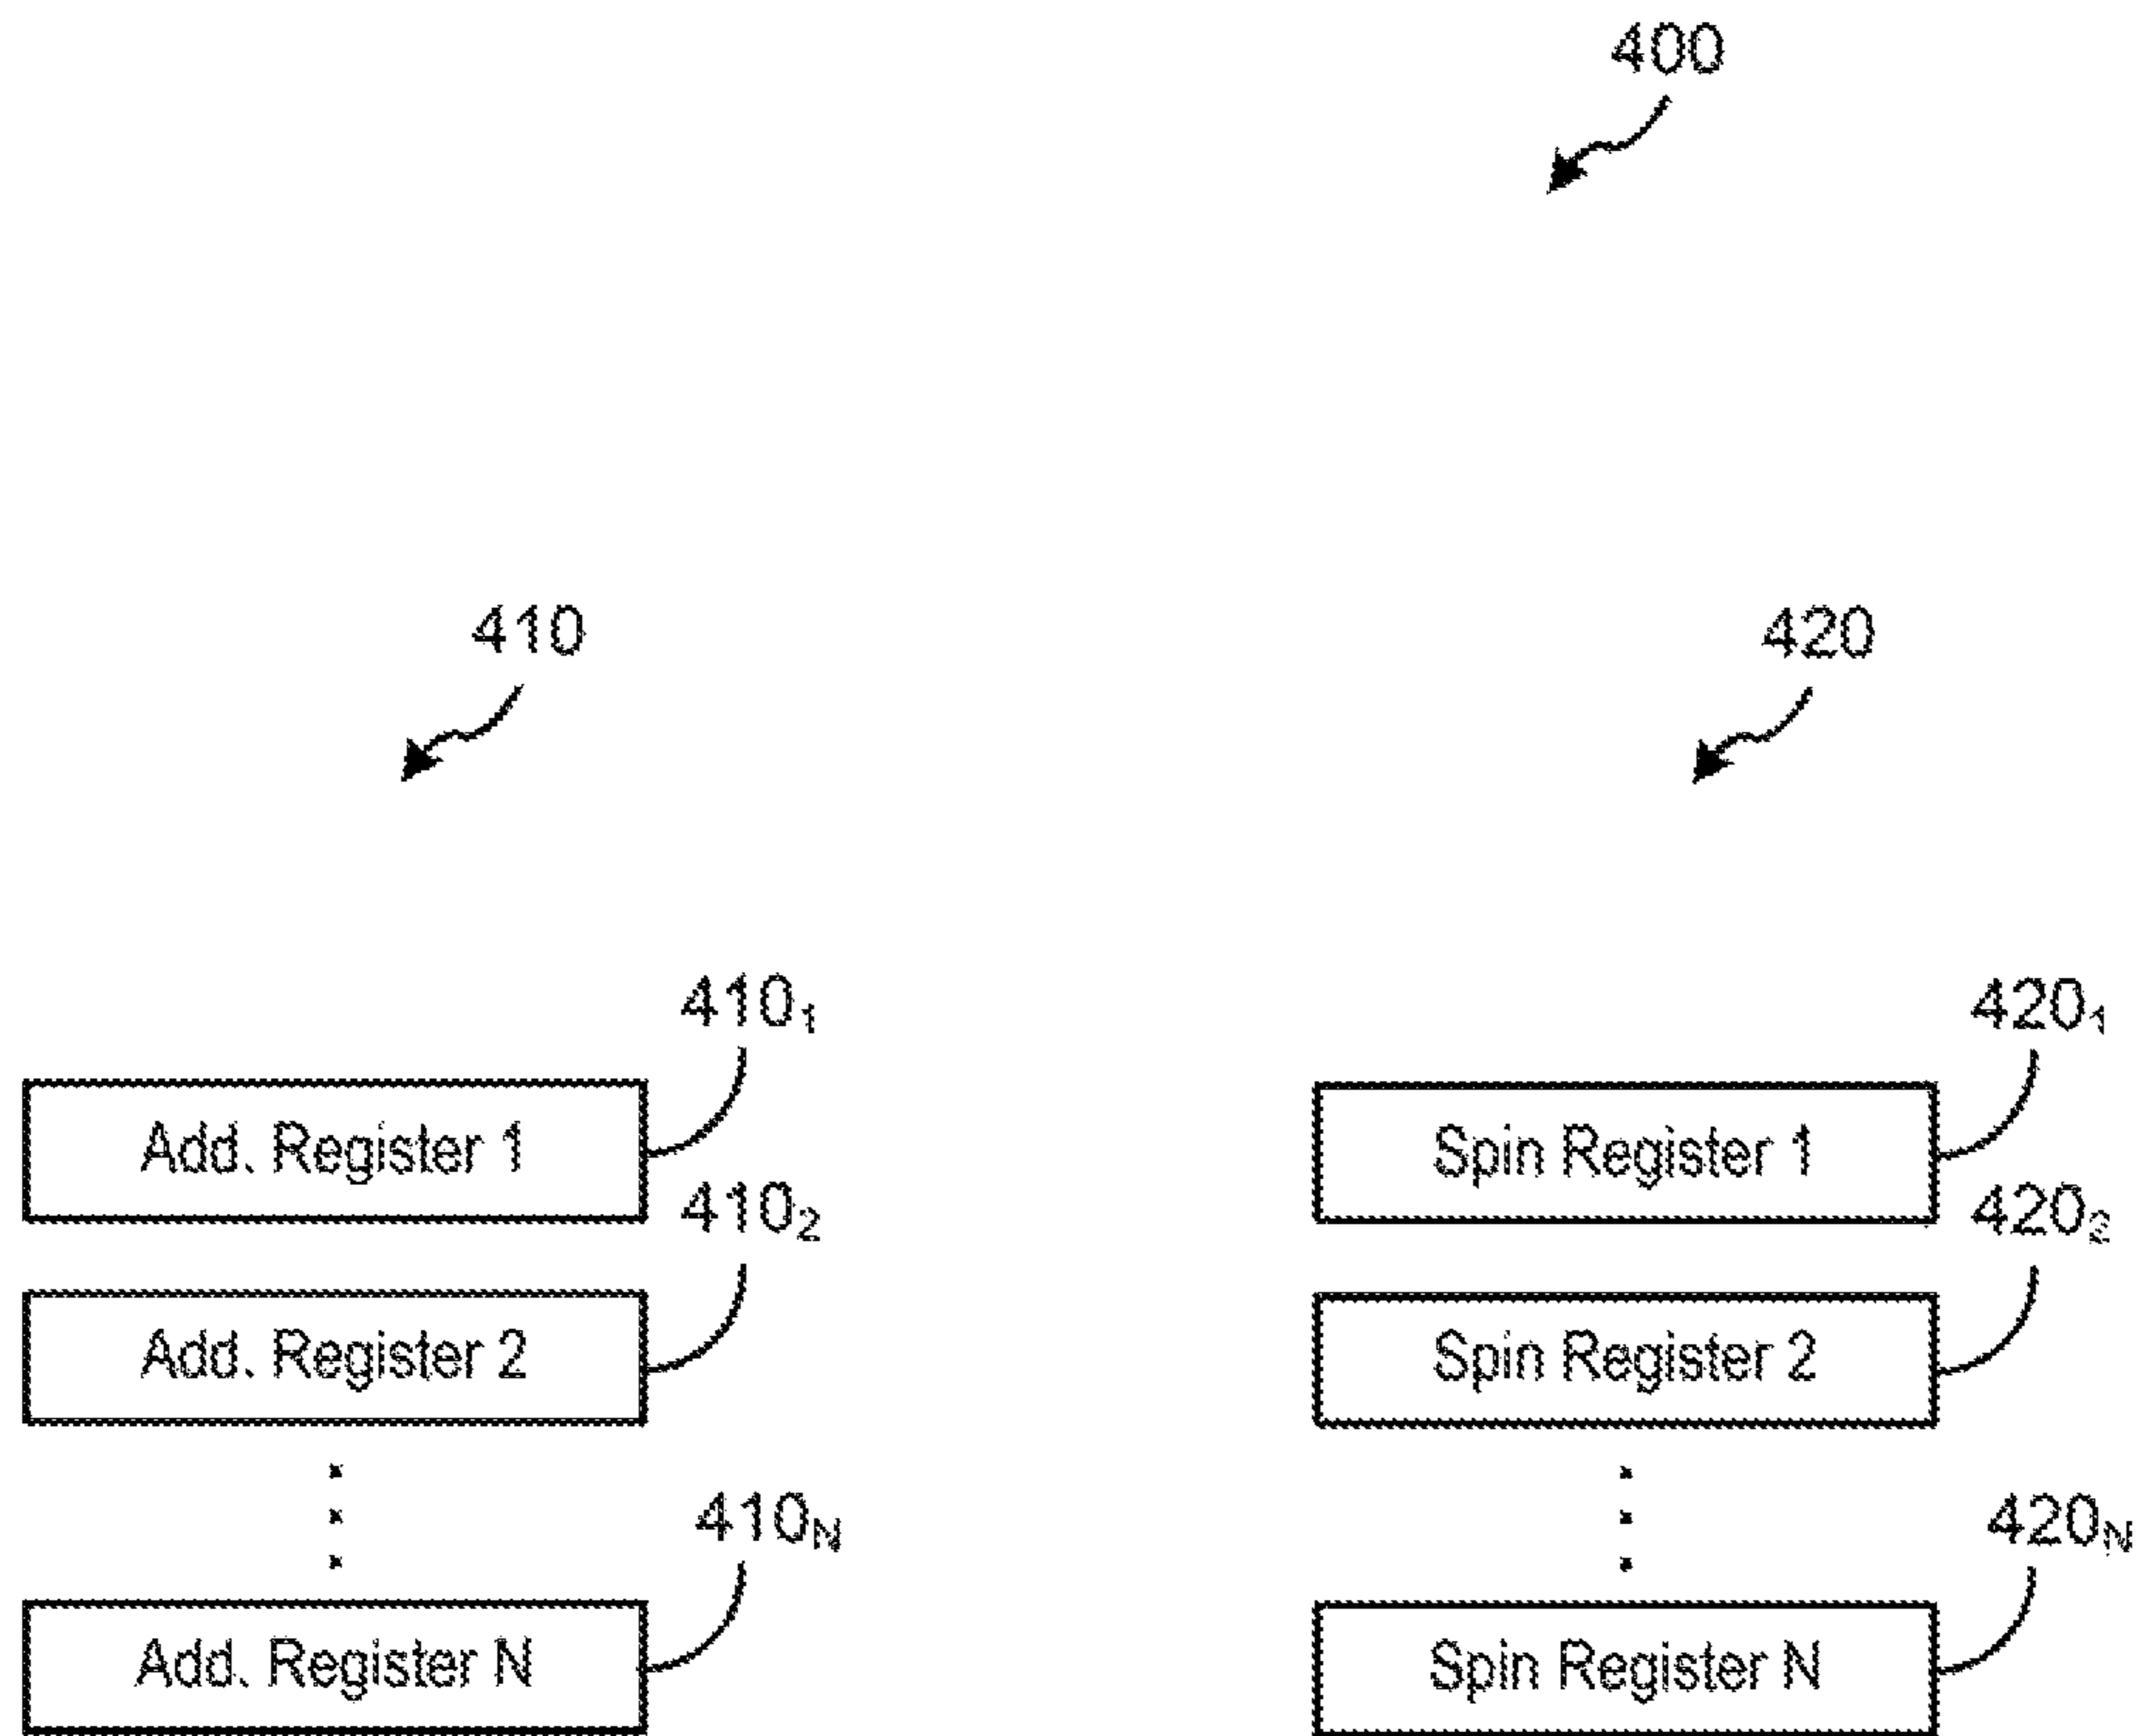 400
410
420
410₁
420₁
Add. Register 1
Spin Register 1
410₂
420₂
Add. Register 2
Spin Register 2
410N
420N
Add. Register N
Spin Register N